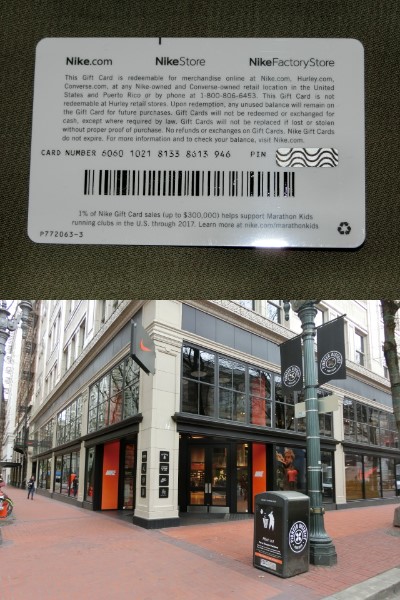 Nike.com NikeStore NikeFactoryStore
This Gift Card is redeemable for merchandise online at Nike.com, Hurley.com,
Converse.com, at any Nike-owned and Converse-owned retail location in the United
States and Puerto Rico or by phone at 1-800-806-6453. This Gift Card is not
redeemable at Hurley retail stores. Upon redemption, any unused balance will remain on
the Gift Card for future purchases. Gift Cards will not be redeemed or exchanged for
cash, except where required by law. Gift Cards will not be replaced if lost or stolen
without proper proof of purchase. No refunds or exchanges on Gift Cards. Nike Gift Cards
do not expire. For more information and to check your balance, visit Nike.com.
CARD NUMBER 6060 1021 8133 8613 946 PIN
1% of Nike Gift Card sales (up to $300,000) helps support Marathon Kids
running clubs in the U.S. through 2017. Learn more at nike.com/marathonkids
P772063-3